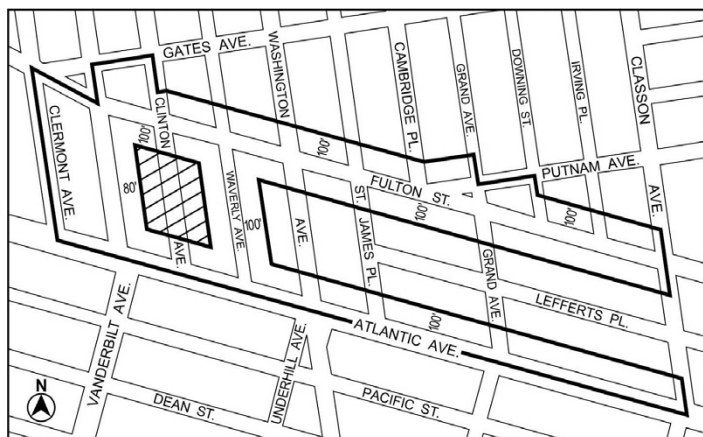 GATES AVE.
WASHINGTON
CAMBRIDGE PL.
GRAND AVE.
DOWNING ST.
IRVING PL.
CLASSON
CLERMONT AVE.
CLINTON
100'
100'
PUTNAM AVE.
80'
FULTON ST.
WAVERLY AVE.
100'
100'
100'
AVE.
AVE.
AVE.
ST. JAMES PL.
GRAND AVE.
LEFFERTS PL.
100'
ATLANTIC AVE.
VANDERBILT AVE.
UNDERHILL AVE.
N
DEAN ST.
PACIFIC ST.